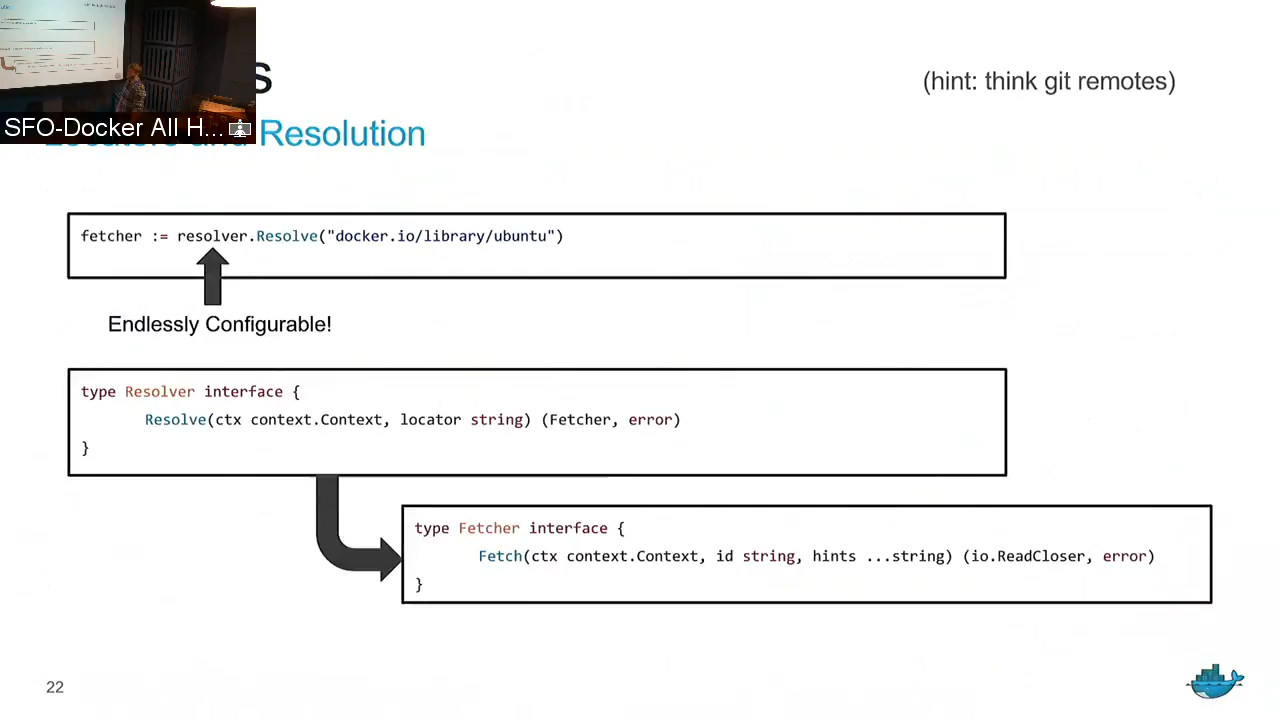 (hint: think git remotes)
SFO-Docker All H...
Locators and Resolution
fetcher := resolver.Resolve("docker.io/library/ubuntu")
Endlessly Configurable!
type Resolver interface {
Resolve(ctx context.Context, locator string) (Fetcher, error)
}
type Fetcher interface {
Fetch(ctx context.Context, id string, hints ...string) (io.ReadCloser, error)
}
22